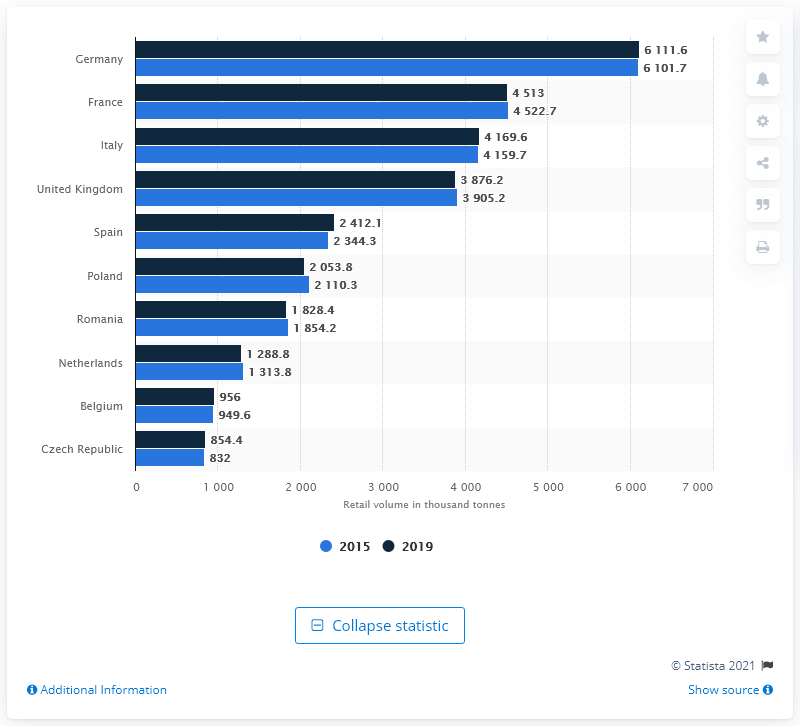 Germany 6 111.6
6 101.7
France 4 513
4 522.7
Italy 4 169.6
4 159.7
United Kingdom 3 876.2
3 905.2
Spain 2 412.1
2 344.3
Poland 2 053.8
2 110.3
Romania 1 828.4
1 854.2
Netherlands 1 288.8
1 313.8
Belgium 956
949.6
Czech Republic 854.4
832
0 1 000 2 000 3 000 4 000 5 000 6 000 7 000
Retail volume in thousand tonnes
2015 2019
Collapse statistic
© Statista 2021
Additional Information Show source